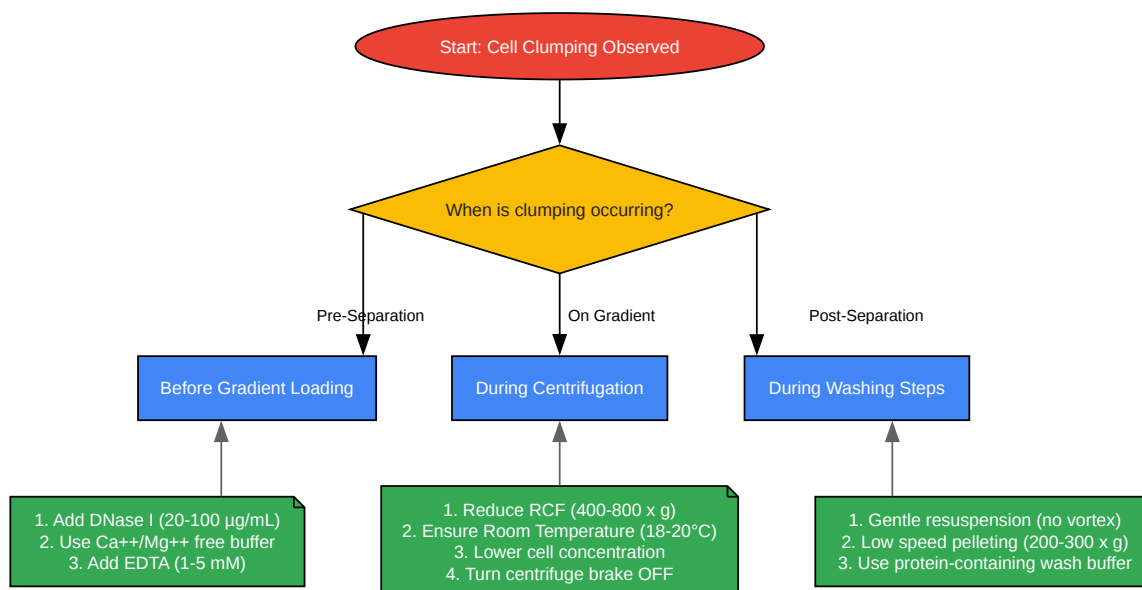 Start: Cell Clumping Observed
When is clumping occurring?
Pre-Separation
On Gradient
Post-Separation
Before Gradient Loading
During Centrifugation
During Washing Steps
1. Add DNase I (20-100 µg/mL)
2. Use Ca++/Mg++ free buffer
3. Add EDTA (1-5 mM)
1. Reduce RCF (400-800 x g)
2. Ensure Room Temperature (18-20°C)
3. Lower cell concentration
4. Turn centrifuge brake OFF
1. Gentle resuspension (no vortex)
2. Low speed pelleting (200-300 x g)
3. Use protein-containing wash buffer